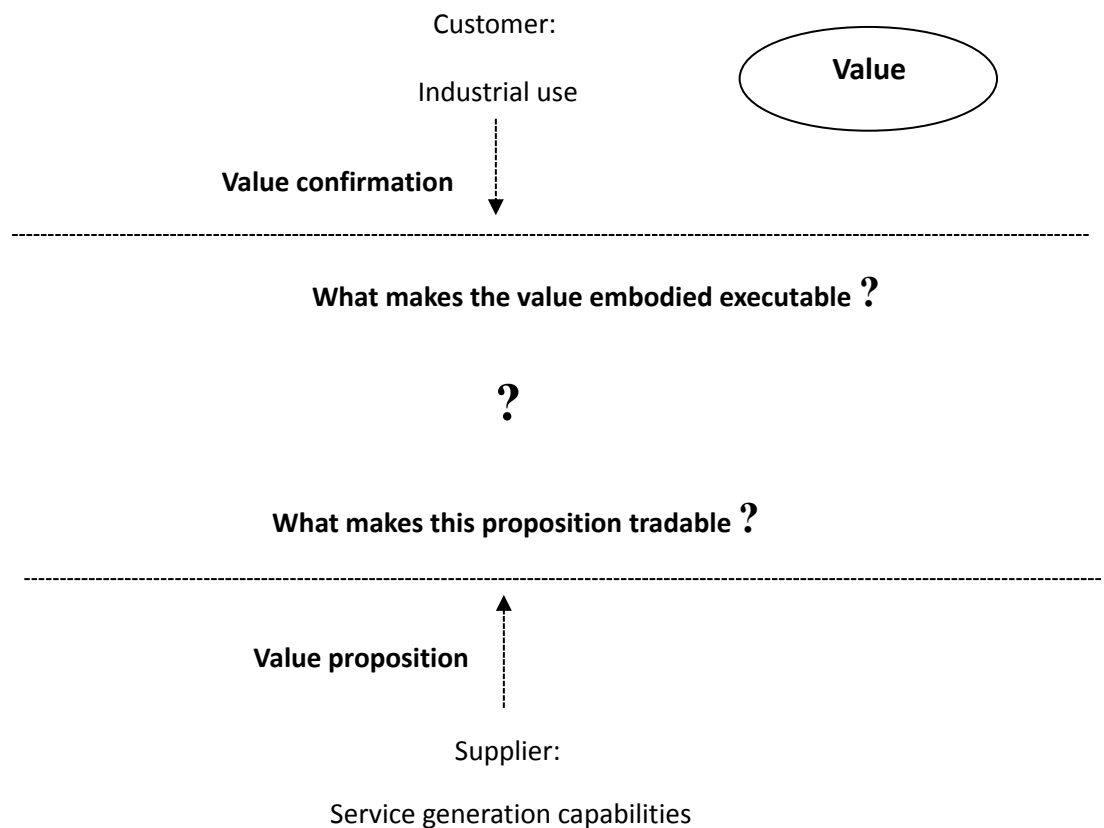 Customer:
Value
Industrial use
Value confirmation
What makes the value embodied executable ?
?
What makes this proposition tradable ?
Value proposition
Supplier:
Service generation capabilities